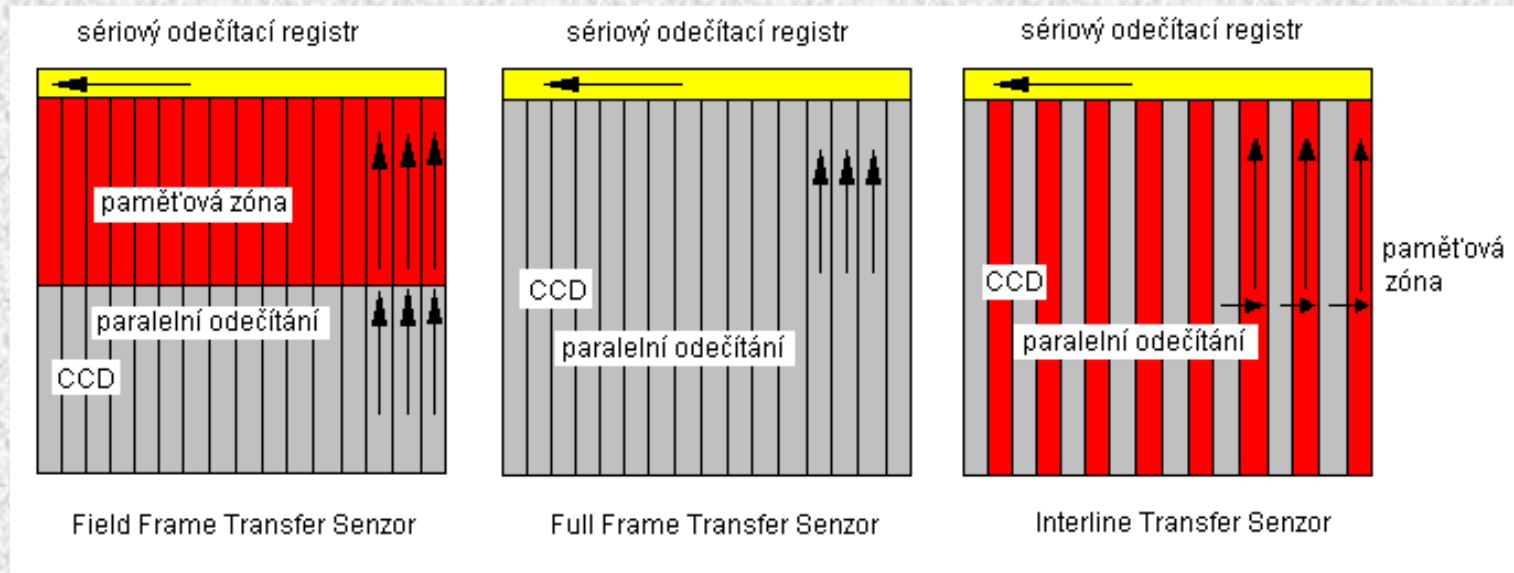 sériový odečítací registr
sériový odečítací registr
sériový odečítací registr
paměťová zóna
paralelní odečítání
CCD
CCD
paralelní odečítání
CCD
paralelní odečítání
paměťová
zóna
Field Frame Transfer Senzor
Full Frame Transfer Senzor
Interline Transfer Senzor